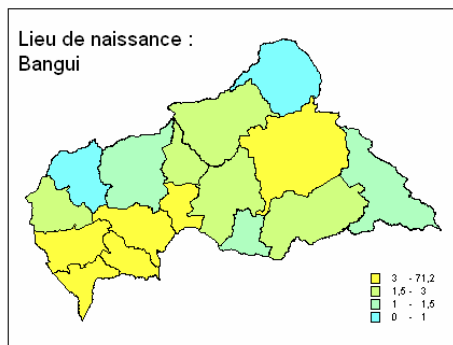 Lieu de naissance :
Bangui
3 - 71,2
1,5 - 3
1 - 1,5
0 - 1